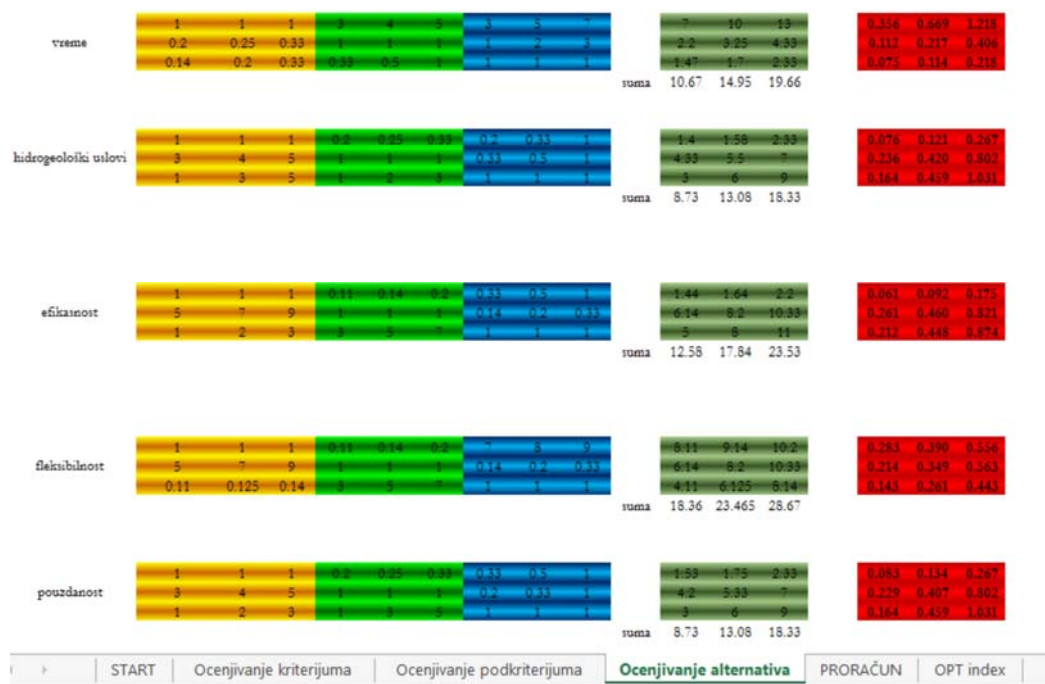 1 1 1 3 4 5 3 5 7 7 10 13 0.356 0.669 1.218
vreme 0.2 0.25 0.33 1 1 1 1 2 3 2.2 3.25 4.33 0.112 0.217 0.406
0.14 0.2 0.33 0.33 0.5 1 1 1 1 1.47 1.7 2.33 0.075 0.114 0.218
suma 10.67 14.95 19.66
1 1 1 0.2 0.25 0.33 0.2 0.33 1 1.4 1.58 2.33 0.076 0.121 0.267
hidrogeološki uslovi 3 4 5 1 1 1 0.33 0.5 1 4.33 5.5 7 0.236 0.420 0.802
1 3 5 1 2 3 1 1 1 3 6 9 0.164 0.459 1.031
suma 8.73 13.08 18.33
1 1 1 0.11 0.14 0.2 0.33 0.5 1 1.44 1.64 2.2 0.061 0.092 0.175
efikasnost 5 7 9 1 1 1 0.14 0.2 0.33 6.14 8.2 10.33 0.261 0.460 0.821
1 2 3 3 5 7 1 1 1 5 8 11 0.212 0.448 0.874
suma 12.58 17.84 23.53
1 1 1 0.11 0.14 0.2 7 8 9 8.11 9.14 10.2 0.283 0.390 0.556
fleksibilnost 5 7 9 1 1 1 0.14 0.2 0.33 6.14 8.2 10.33 0.214 0.349 0.563
0.11 0.125 0.14 3 5 7 1 1 1 4.11 6.125 8.14 0.143 0.261 0.443
suma 18.36 23.465 28.67
1 1 1 0.2 0.25 0.33 0.33 0.5 1 1.53 1.75 2.33 0.083 0.134 0.267
pouzdanost 3 4 5 1 1 1 0.2 0.33 1 4.2 5.33 7 0.229 0.407 0.802
1 2 3 1 3 5 1 1 1 3 6 9 0.164 0.459 1.031
suma 8.73 13.08 18.33
START Ocenjivanje kriterijuma Ocenjivanje podkriterijuma Ocenjivanje alternativa PRORAČUN OPT index